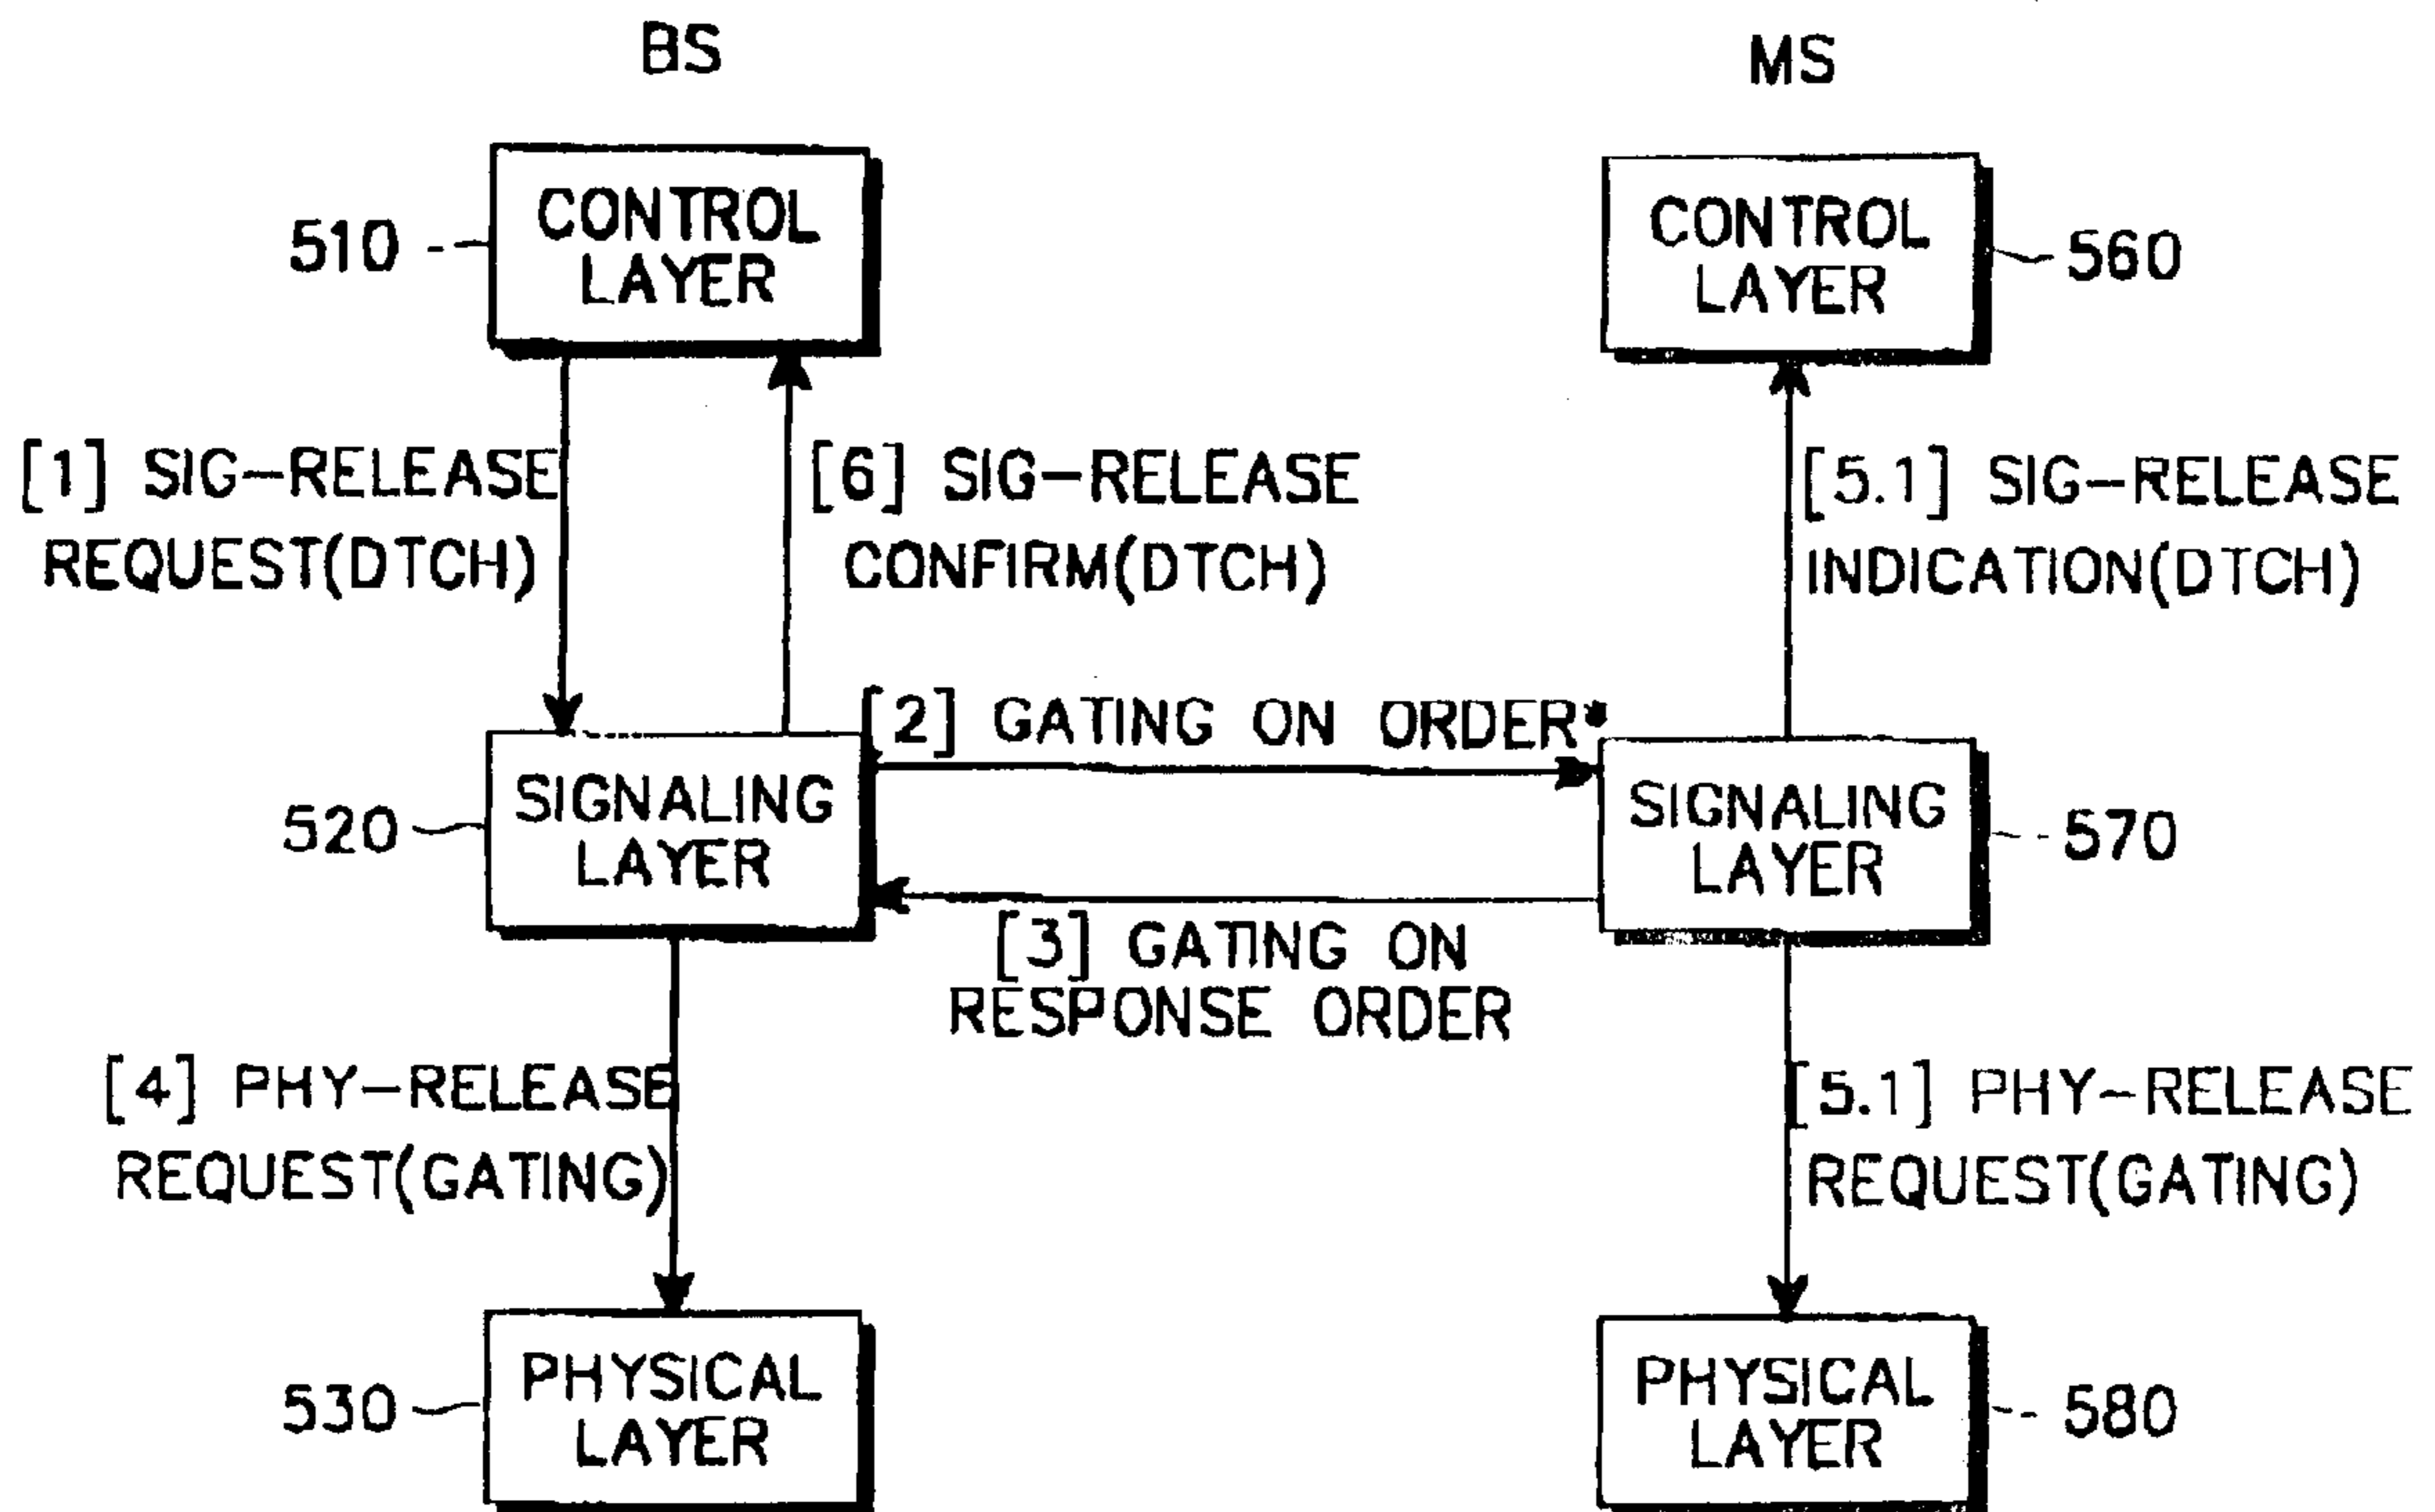 BS
MS
CONTROL
LAYER
510
CONTROL
LAYER
560
[1] SIG-RELEASE
REQUEST(DTCH)
[6] SIG-RELEASE
CONFIRM(DTCH)
[5.1] SIG-RELEASE
INDICATION(DTCH)
[2] GATING ON ORDER*
SIGNALING
LAYER
520
SIGNALING
LAYER
570
[3] GATING ON
RESPONSE ORDER
[4] PHY-RELEASE
REQUEST(GATING)
[5.1] PHY-RELEASE
REQUEST(GATING)
PHYSICAL
LAYER
530
PHYSICAL
LAYER
580